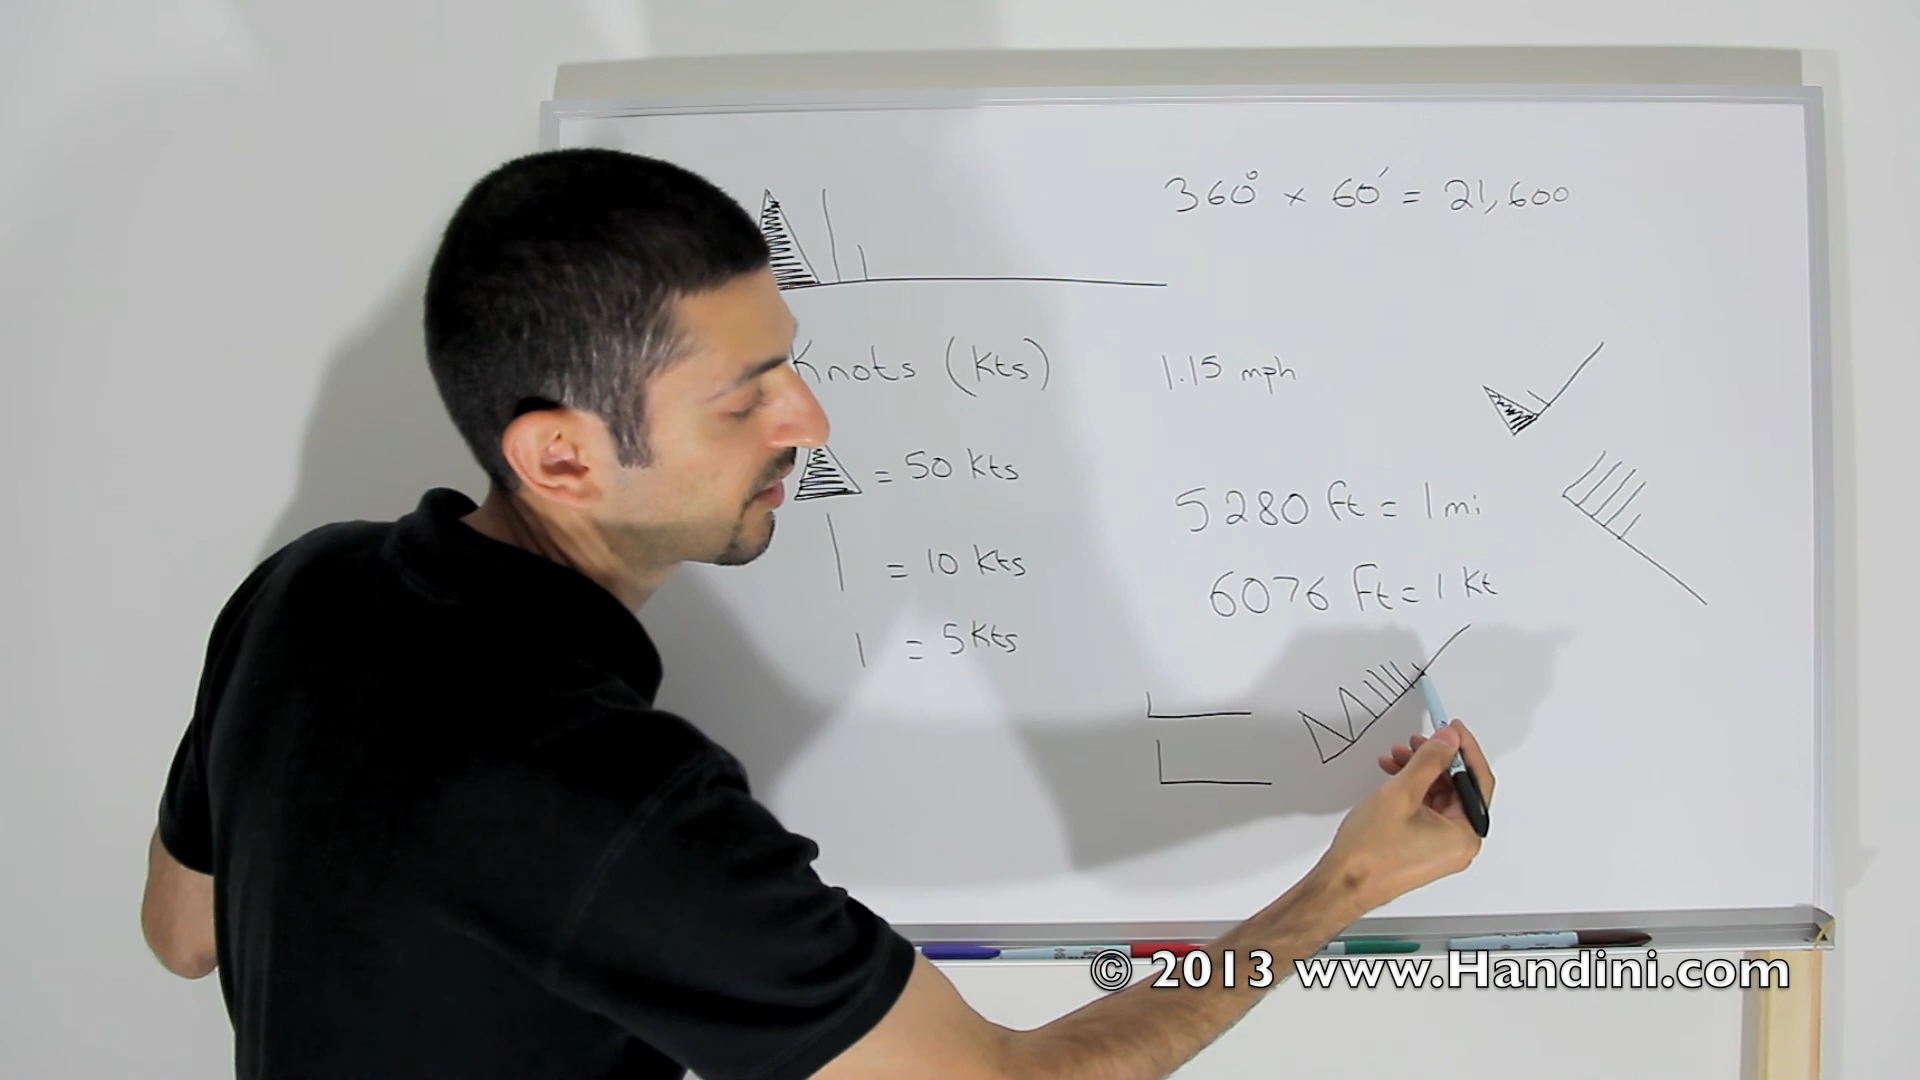 360° x 60' = 21,600
Knots (Kts)
1.15 mph
= 50 Kts
= 10 Kts
= 5 Kts
5280 ft = 1 mi
6076 ft = 1 Kt
© 2013 www.Handini.com